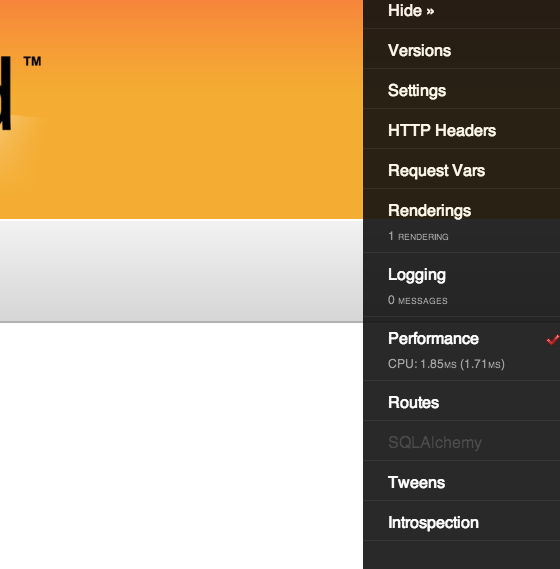 Hide »
d ™
Versions
Settings
HTTP Headers
Request Vars
Renderings
1 RENDERING
Logging
0 MESSAGES
Performance
CPU: 1.85MS (1.71MS)
Routes
SQLAlchemy
Tweens
Introspection